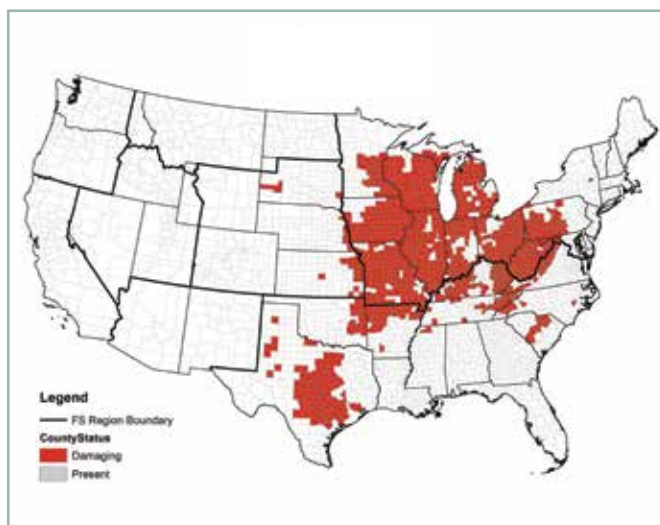 Legend
FS Region Boundary
CountyStatus
Damaging
Present